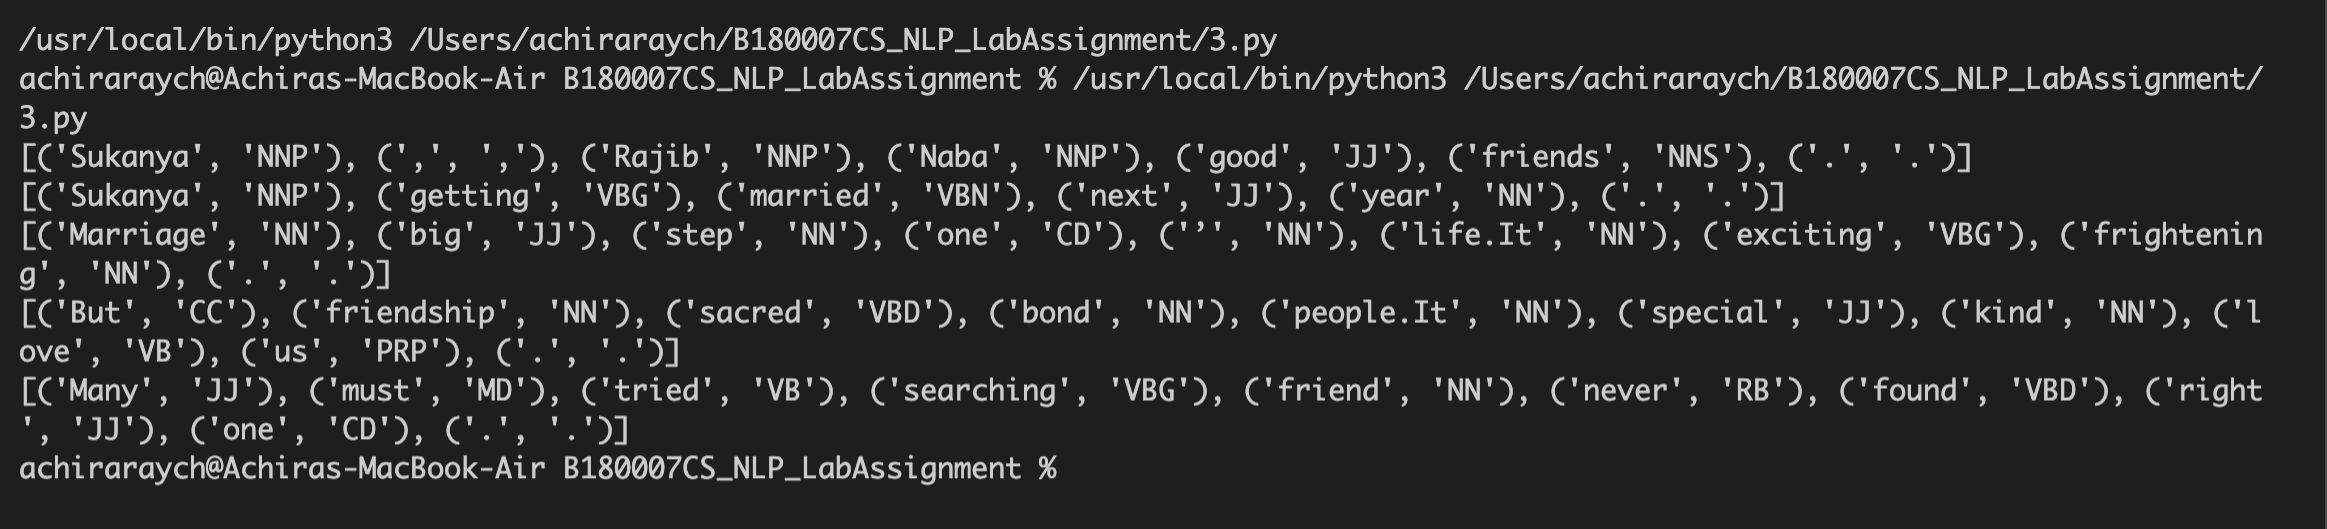 /usr/local/bin/python3 /Users/achiraraych/B180007CS_NLP_LabAssignment/3.py
achiraraych@Achiras-MacBook-Air B180007CS_NLP_LabAssignment % /usr/local/bin/python3 /Users/achiraraych/B180007CS_NLP_LabAssignment/
3.py
[('Sukanya', 'NNP'), (',', ','), ('Rajib', 'NNP'), ('Naba', 'NNP'), ('good', 'JJ'), ('friends', 'NNS'), ('.', '.')]
[('Sukanya', 'NNP'), ('getting', 'VBG'), ('married', 'VBN'), ('next', 'JJ'), ('year', 'NN'), ('.', '.')]
[('Marriage', 'NN'), ('big', 'JJ'), ('step', 'NN'), ('one', 'CD'), ('’', 'NN'), ('life.It', 'NN'), ('exciting', 'VBG'), ('frightenin
g', 'NN'), ('.', '.')]
[('But', 'CC'), ('friendship', 'NN'), ('sacred', 'VBD'), ('bond', 'NN'), ('people.It', 'NN'), ('special', 'JJ'), ('kind', 'NN'), ('l
ove', 'VB'), ('us', 'PRP'), ('.', '.')]
[('Many', 'JJ'), ('must', 'MD'), ('tried', 'VB'), ('searching', 'VBG'), ('friend', 'NN'), ('never', 'RB'), ('found', 'VBD'), ('right
', 'JJ'), ('one', 'CD'), ('.', '.')]
achiraraych@Achiras-MacBook-Air B180007CS_NLP_LabAssignment %